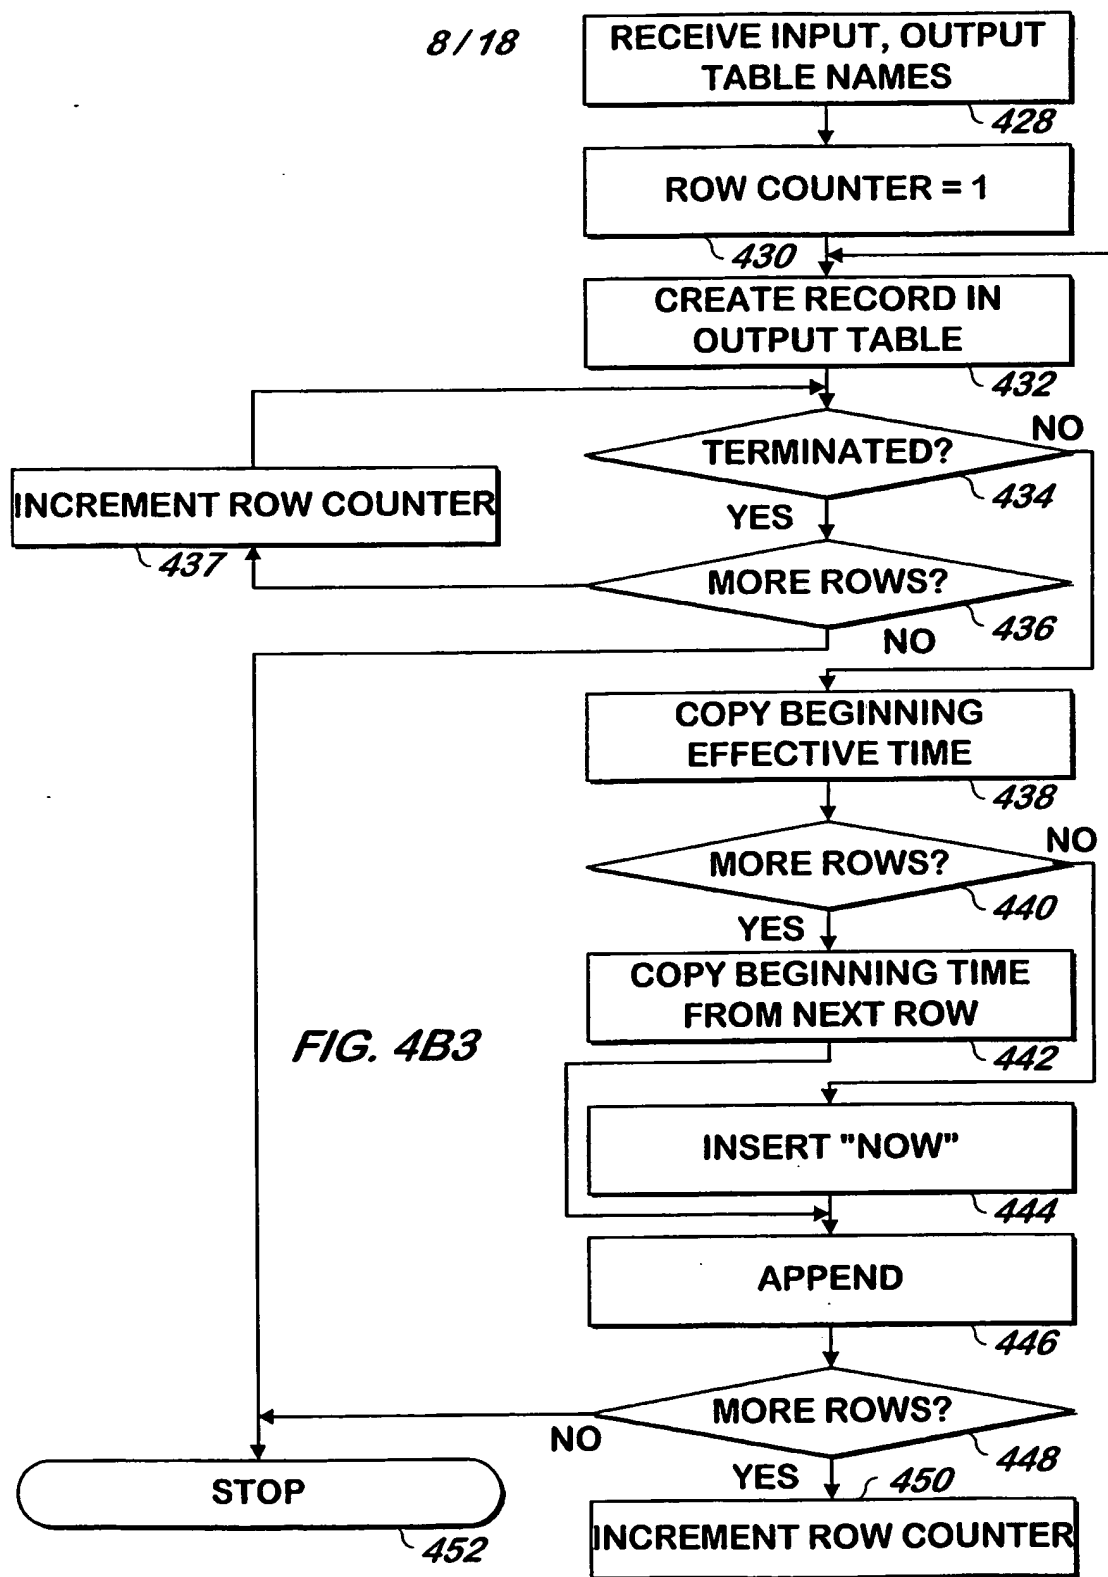 8/18
RECEIVE INPUT, OUTPUT
TABLE NAMES
428
ROW COUNTER = 1
430
CREATE RECORD IN
OUTPUT TABLE
432
TERMINATED?
NO
434
YES
INCREMENT ROW COUNTER
437
MORE ROWS?
436
NO
COPY BEGINNING
EFFECTIVE TIME
438
MORE ROWS?
NO
440
YES
COPY BEGINNING TIME
FROM NEXT ROW
442
FIG. 4B3
INSERT "NOW"
444
APPEND
446
MORE ROWS?
NO
448
YES
450
STOP
452
INCREMENT ROW COUNTER